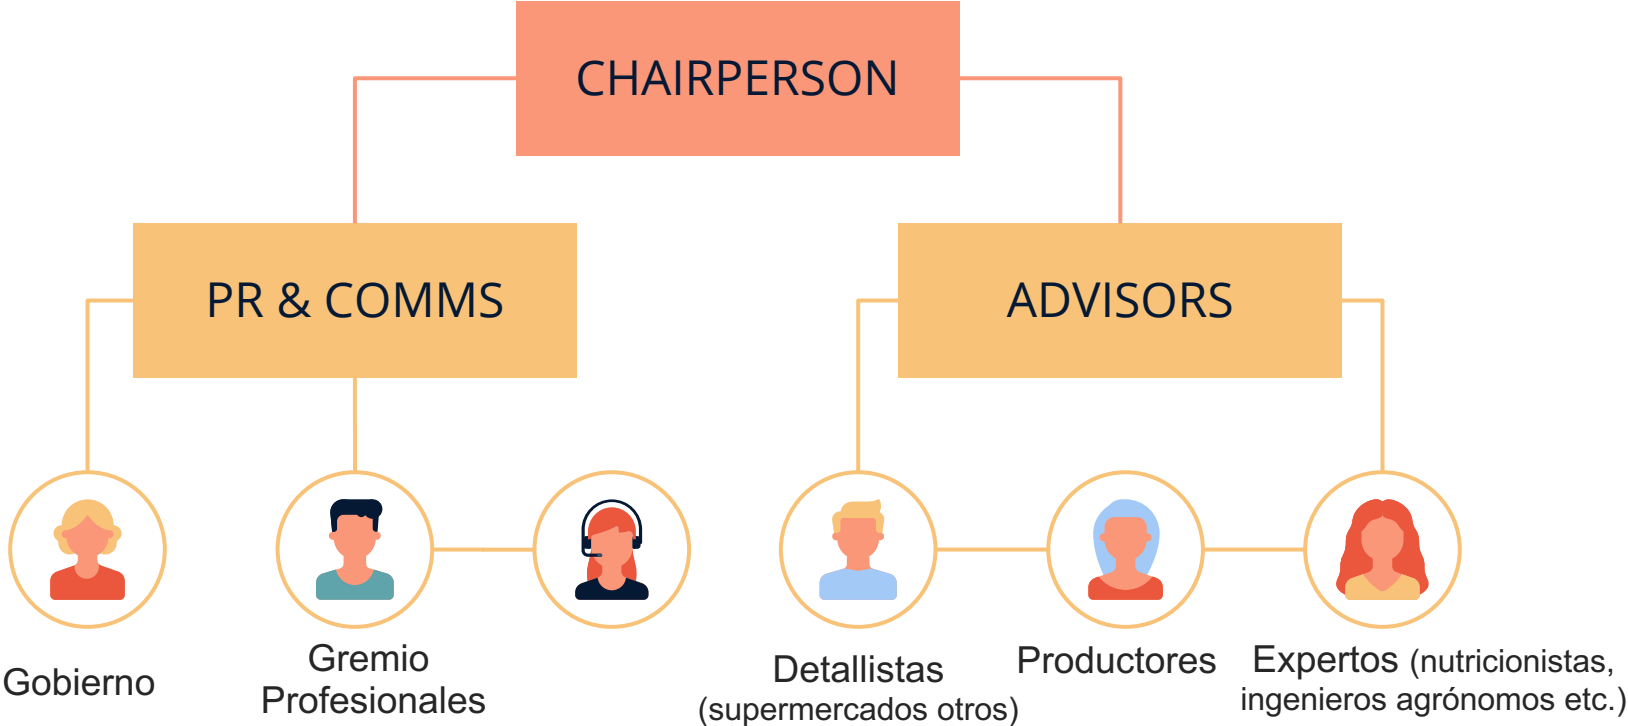 CHAIRPERSON
PR & COMMS
ADVISORS
Gobierno
Gremio
Profesionales
Detallistas
(supermercados otros)
Productores
Expertos (nutricionistas,
ingenieros agrónomos etc.)